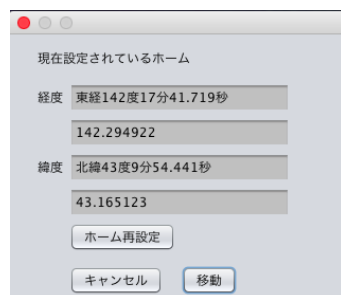 現在設定されているホーム
経度 東経142度17分41.719秒
142.294922
緯度 北緯43度9分54.441秒
43.165123
ホーム再設定
キャンセル 移動